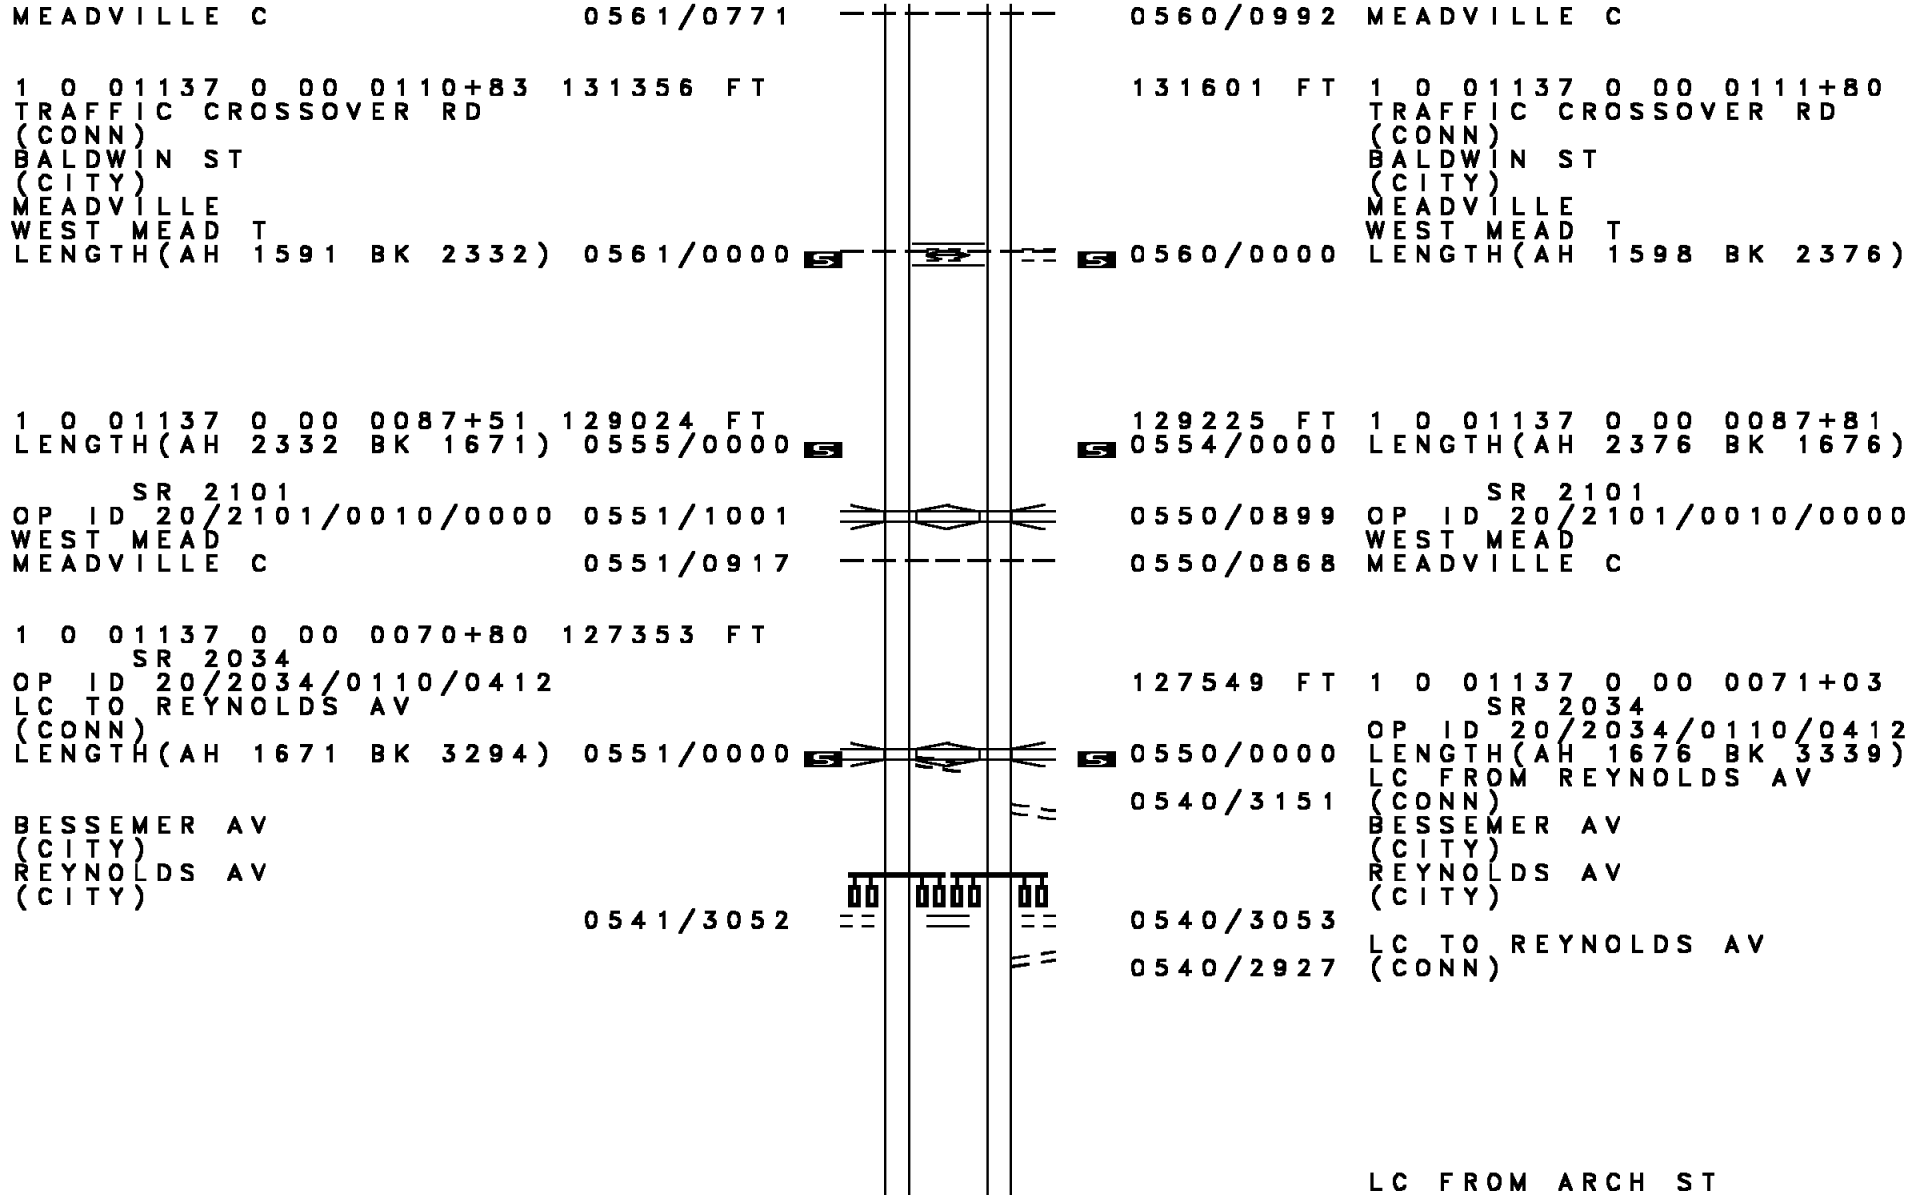 MEADVILLE C 0561/0771 0560/0992 MEADVILLE C
1 0 01137 0 00 0110+83 131356 FT 131601 FT 1 0 01137 0 00 0111+80
TRAFFIC CROSSOVER RD TRAFFIC CROSSOVER RD
(CONN) (CONN)
BALDWIN ST BALDWIN ST
(CITY) (CITY)
MEADVILLE MEADVILLE
WEST MEAD T WEST MEAD T
LENGTH(AH 1591 BK 2332) 0561/0000 S S 0560/0000 LENGTH(AH 1598 BK 2376)
1 0 01137 0 00 0087+51 129024 FT 129225 FT 1 0 01137 0 00 0087+81
LENGTH(AH 2332 BK 1671) 0555/0000 S S 0554/0000 LENGTH(AH 2376 BK 1676)
SR 2101 SR 2101
OP ID 20/2101/0010/0000 0551/1001 0550/0899 OP ID 20/2101/0010/0000
WEST MEAD WEST MEAD
MEADVILLE C 0551/0917 0550/0868 MEADVILLE C
1 0 01137 0 00 0070+80 127353 FT
SR 2034
OP ID 20/2034/0110/0412 127549 FT 1 0 01137 0 00 0071+03
LC TO REYNOLDS AV SR 2034
(CONN) OP ID 20/2034/0110/0412
LENGTH(AH 1671 BK 3294) 0551/0000 S S 0550/0000 LENGTH(AH 1676 BK 3339)
LC FROM REYNOLDS AV
0540/3151 (CONN)
BESSEMER AV BESSEMER AV
(CITY) (CITY)
REYNOLDS AV REYNOLDS AV
(CITY) (CITY)
0541/3052 0540/3053
LC TO REYNOLDS AV
0540/2927 (CONN)
LC FROM ARCH ST